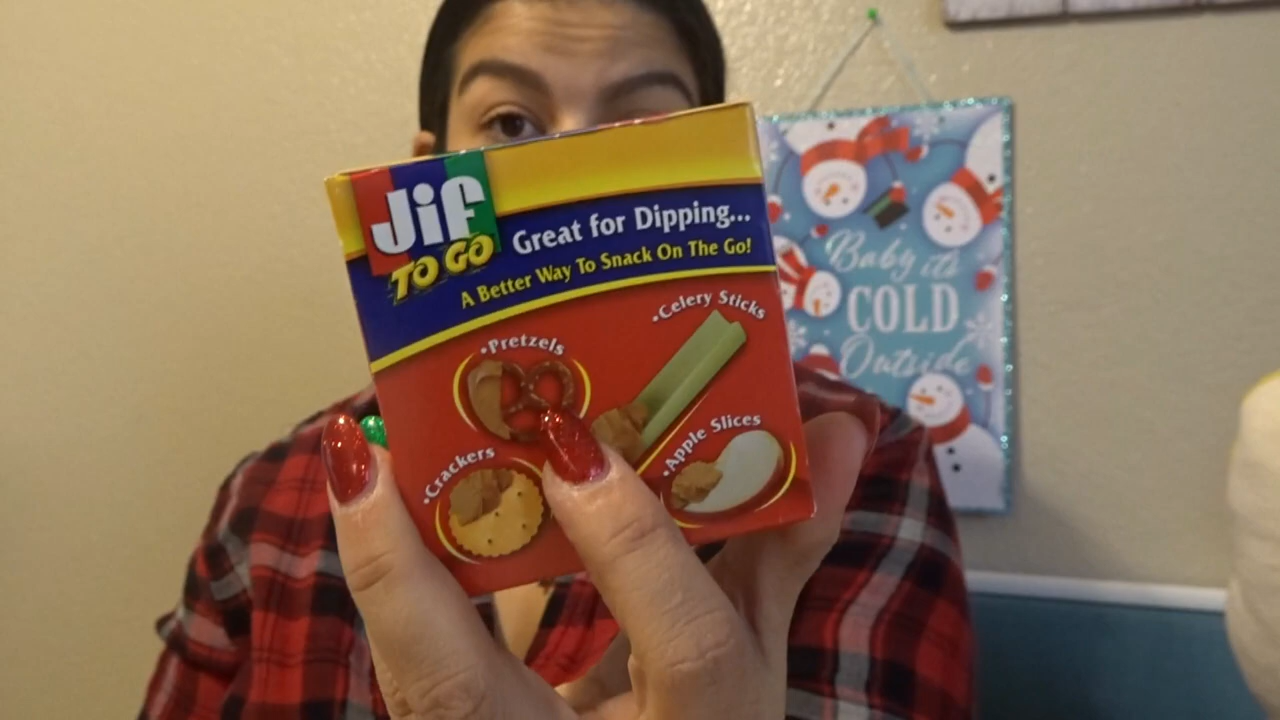 Jif
TO GO
Great for Dipping...
A Better Way To Snack On The Go!
•Celery Sticks
•Pretzels
•Apple Slices
•Crackers
Baby it's
COLD
Outside